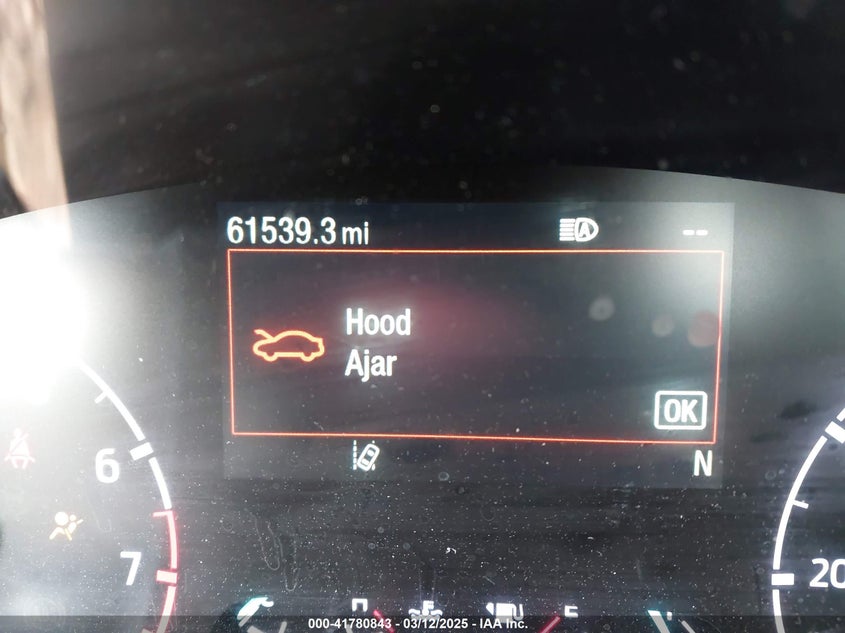 61539.3 mi
--
Hood
Ajar
OK
N
6
7
20
000-41780843 - 03/12/2025 - IAA Inc.